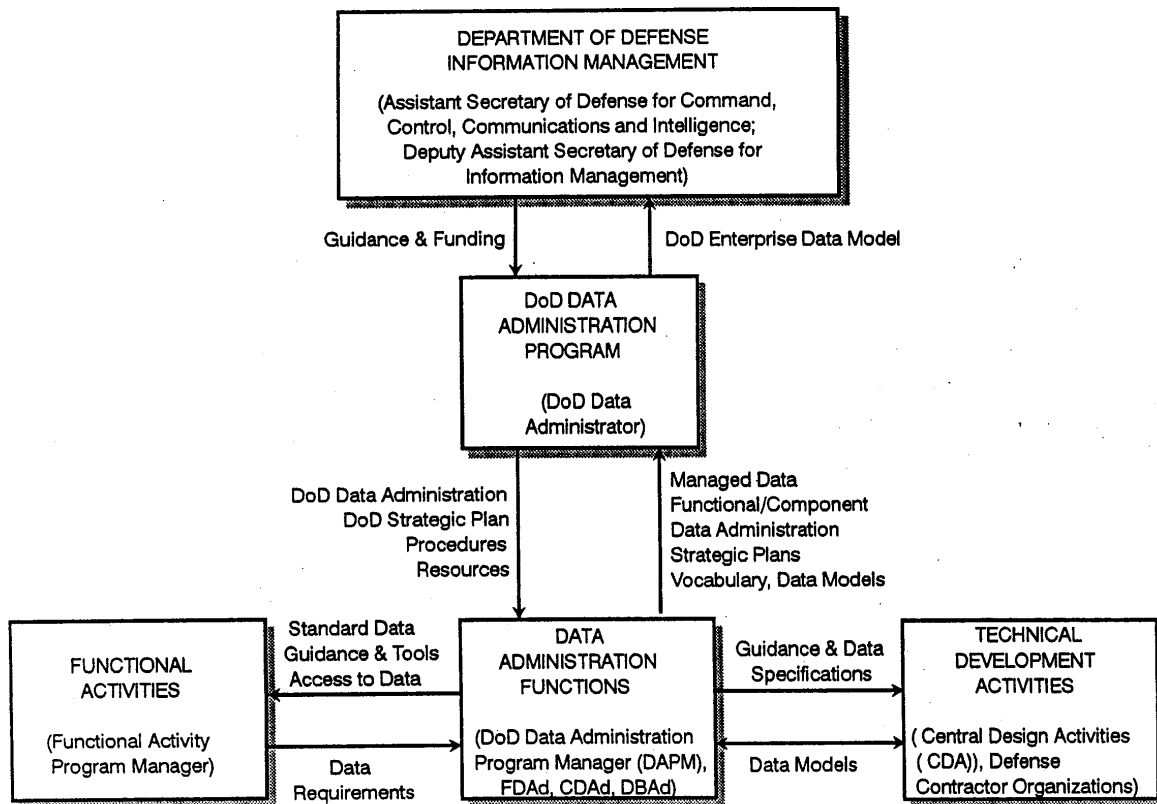 DEPARTMENT OF DEFENSE
INFORMATION MANAGEMENT
(Assistant Secretary of Defense for Command,
Control, Communications and Intelligence;
Deputy Assistant Secretary of Defense for
Information Management)
Guidance & Funding
DoD Enterprise Data Model
DoD DATA
ADMINISTRATION
PROGRAM
(DoD Data
Administrator)
DoD Data Administration
DoD Strategic Plan
Procedures
Resources
Managed Data
Functional/Component
Data Administration
Strategic Plans
Vocabulary, Data Models
FUNCTIONAL
ACTIVITIES
(Functional Activity
Program Manager)
Standard Data
Guidance & Tools
Access to Data
Data
Requirements
DATA
ADMINISTRATION
FUNCTIONS
(DoD Data Administration
Program Manager (DAPM),
FDAd, CDAd, DBAd)
Guidance & Data
Specifications
Data Models
TECHNICAL
DEVELOPMENT
ACTIVITIES
( Central Design Activities
( CDA)), Defense
Contractor Organizations)